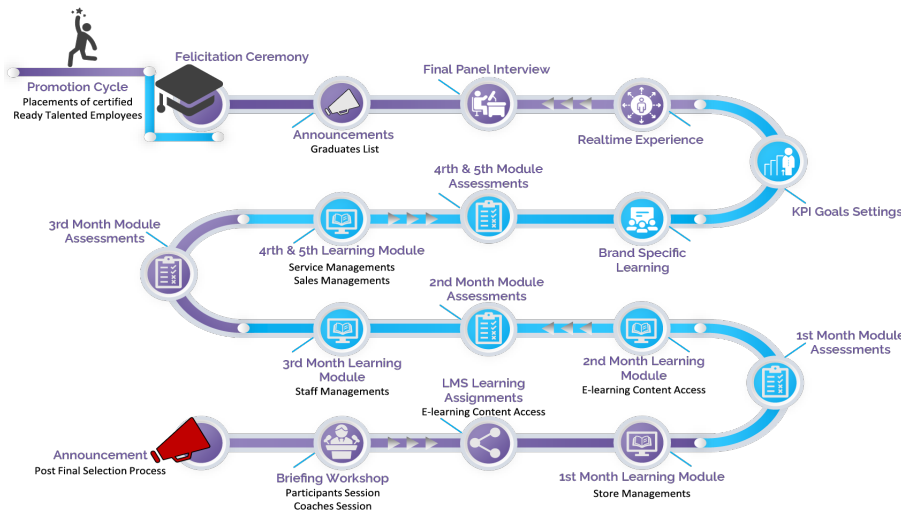 Felicitation Ceremony
Promotion Cycle
Placements of certified
Ready Talented Employees
Announcements
Graduates List
Final Panel Interview
Realtime Experience
KPI Goals Settings
3rd Month Module
Assessments
4rth & 5th Learning Module
Service Managements
Sales Managements
4rth & 5th Module
Assessments
Brand Specific
Learning
3rd Month Learning
Module
Staff Managements
2nd Month Module
Assessments
2nd Month Learning
Module
E-learning Content Access
1st Month Module
Assessments
Announcement
Post Final Selection Process
Briefing Workshop
Participants Session
Coaches Session
LMS Learning
Assignments
E-learning Content Access
1st Month Learning Module
Store Managements